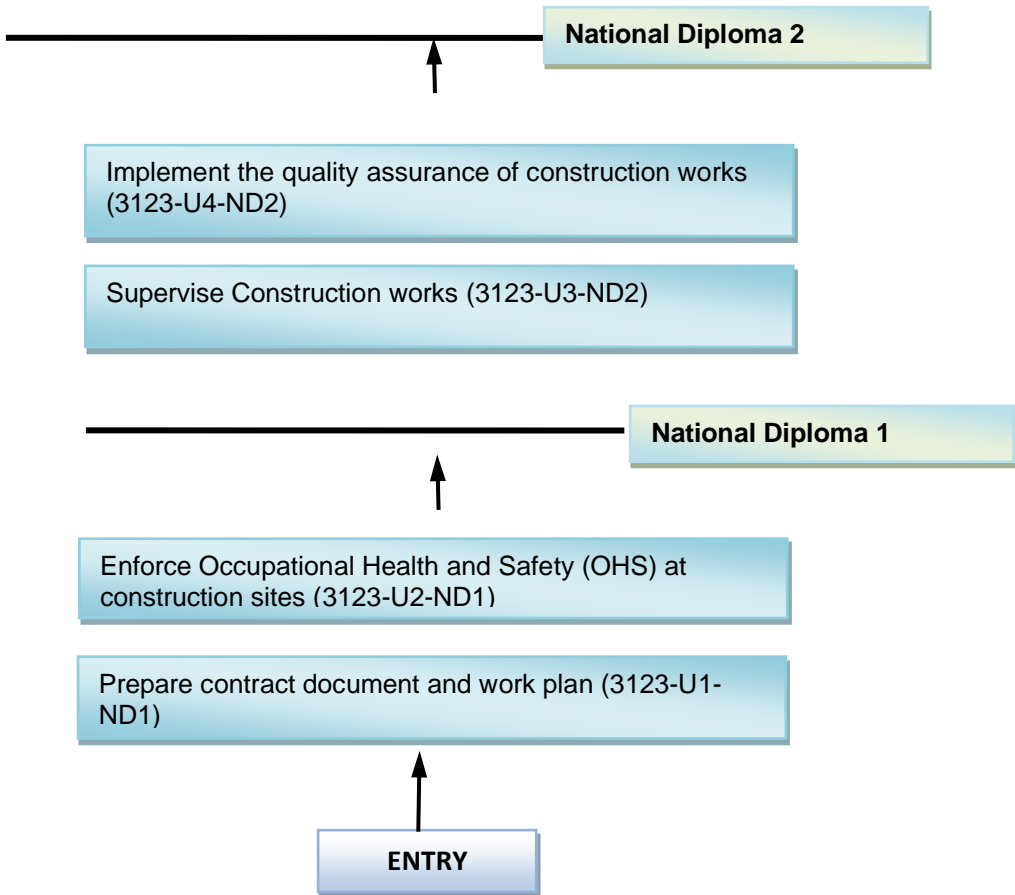 National Diploma 2
Implement the quality assurance of construction works
(3123-U4-ND2)
Supervise Construction works (3123-U3-ND2)
National Diploma 1
Enforce Occupational Health and Safety (OHS) at
construction sites (3123-U2-ND1)
Prepare contract document and work plan (3123-U1-
ND1)
ENTRY